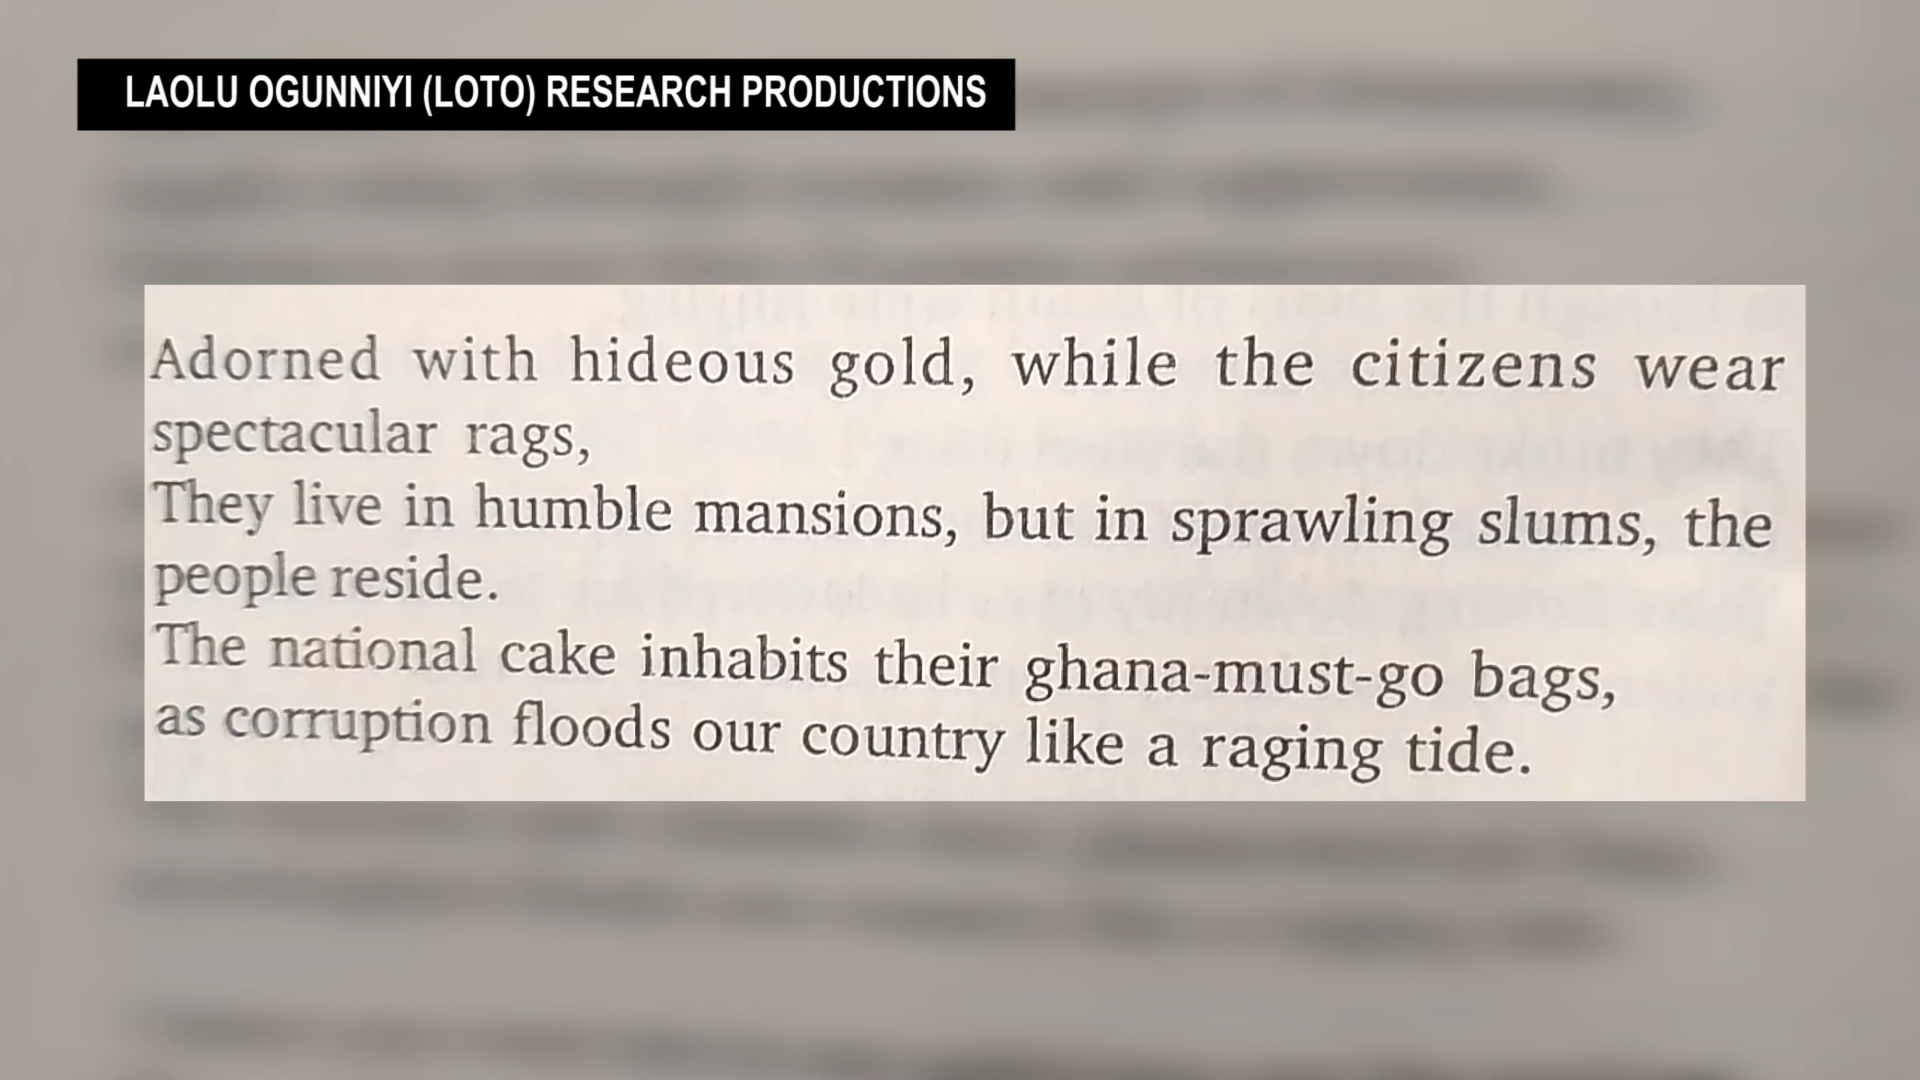 LAOLU OGUNNIYI (LOTO) RESEARCH PRODUCTIONS
Adorned with hideous gold, while the citizens wear
spectacular rags,
They live in humble mansions, but in sprawling slums, the
people reside.
The national cake inhabits their ghana-must-go bags,
as corruption floods our country like a raging tide.